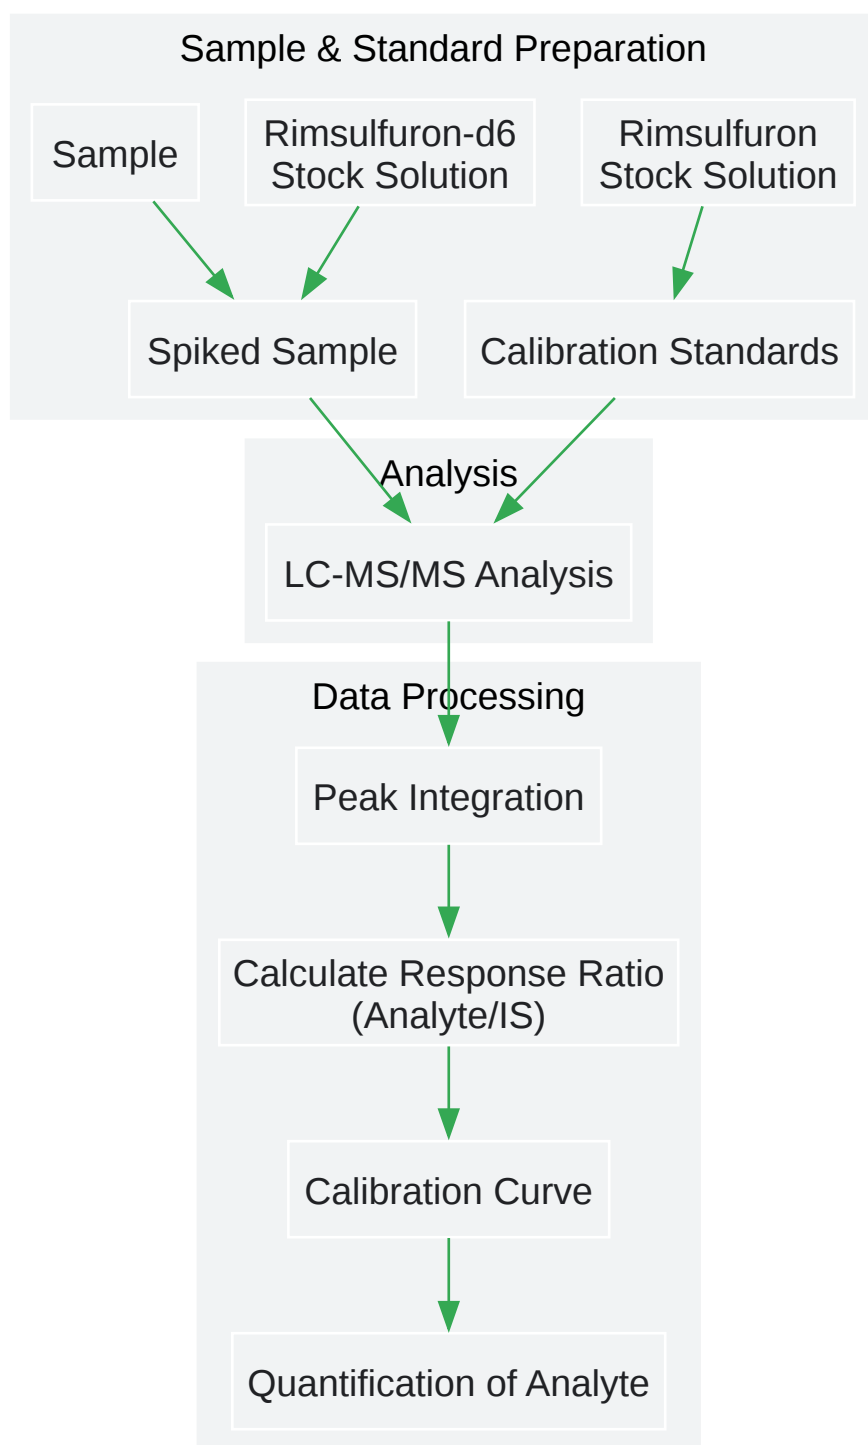 Sample & Standard Preparation
Sample
Rimsulfuron-d6
Stock Solution
Rimsulfuron
Stock Solution
Spiked Sample
Calibration Standards
Analysis
LC-MS/MS Analysis
Data Processing
Peak Integration
Calculate Response Ratio
(Analyte/IS)
Calibration Curve
Quantification of Analyte